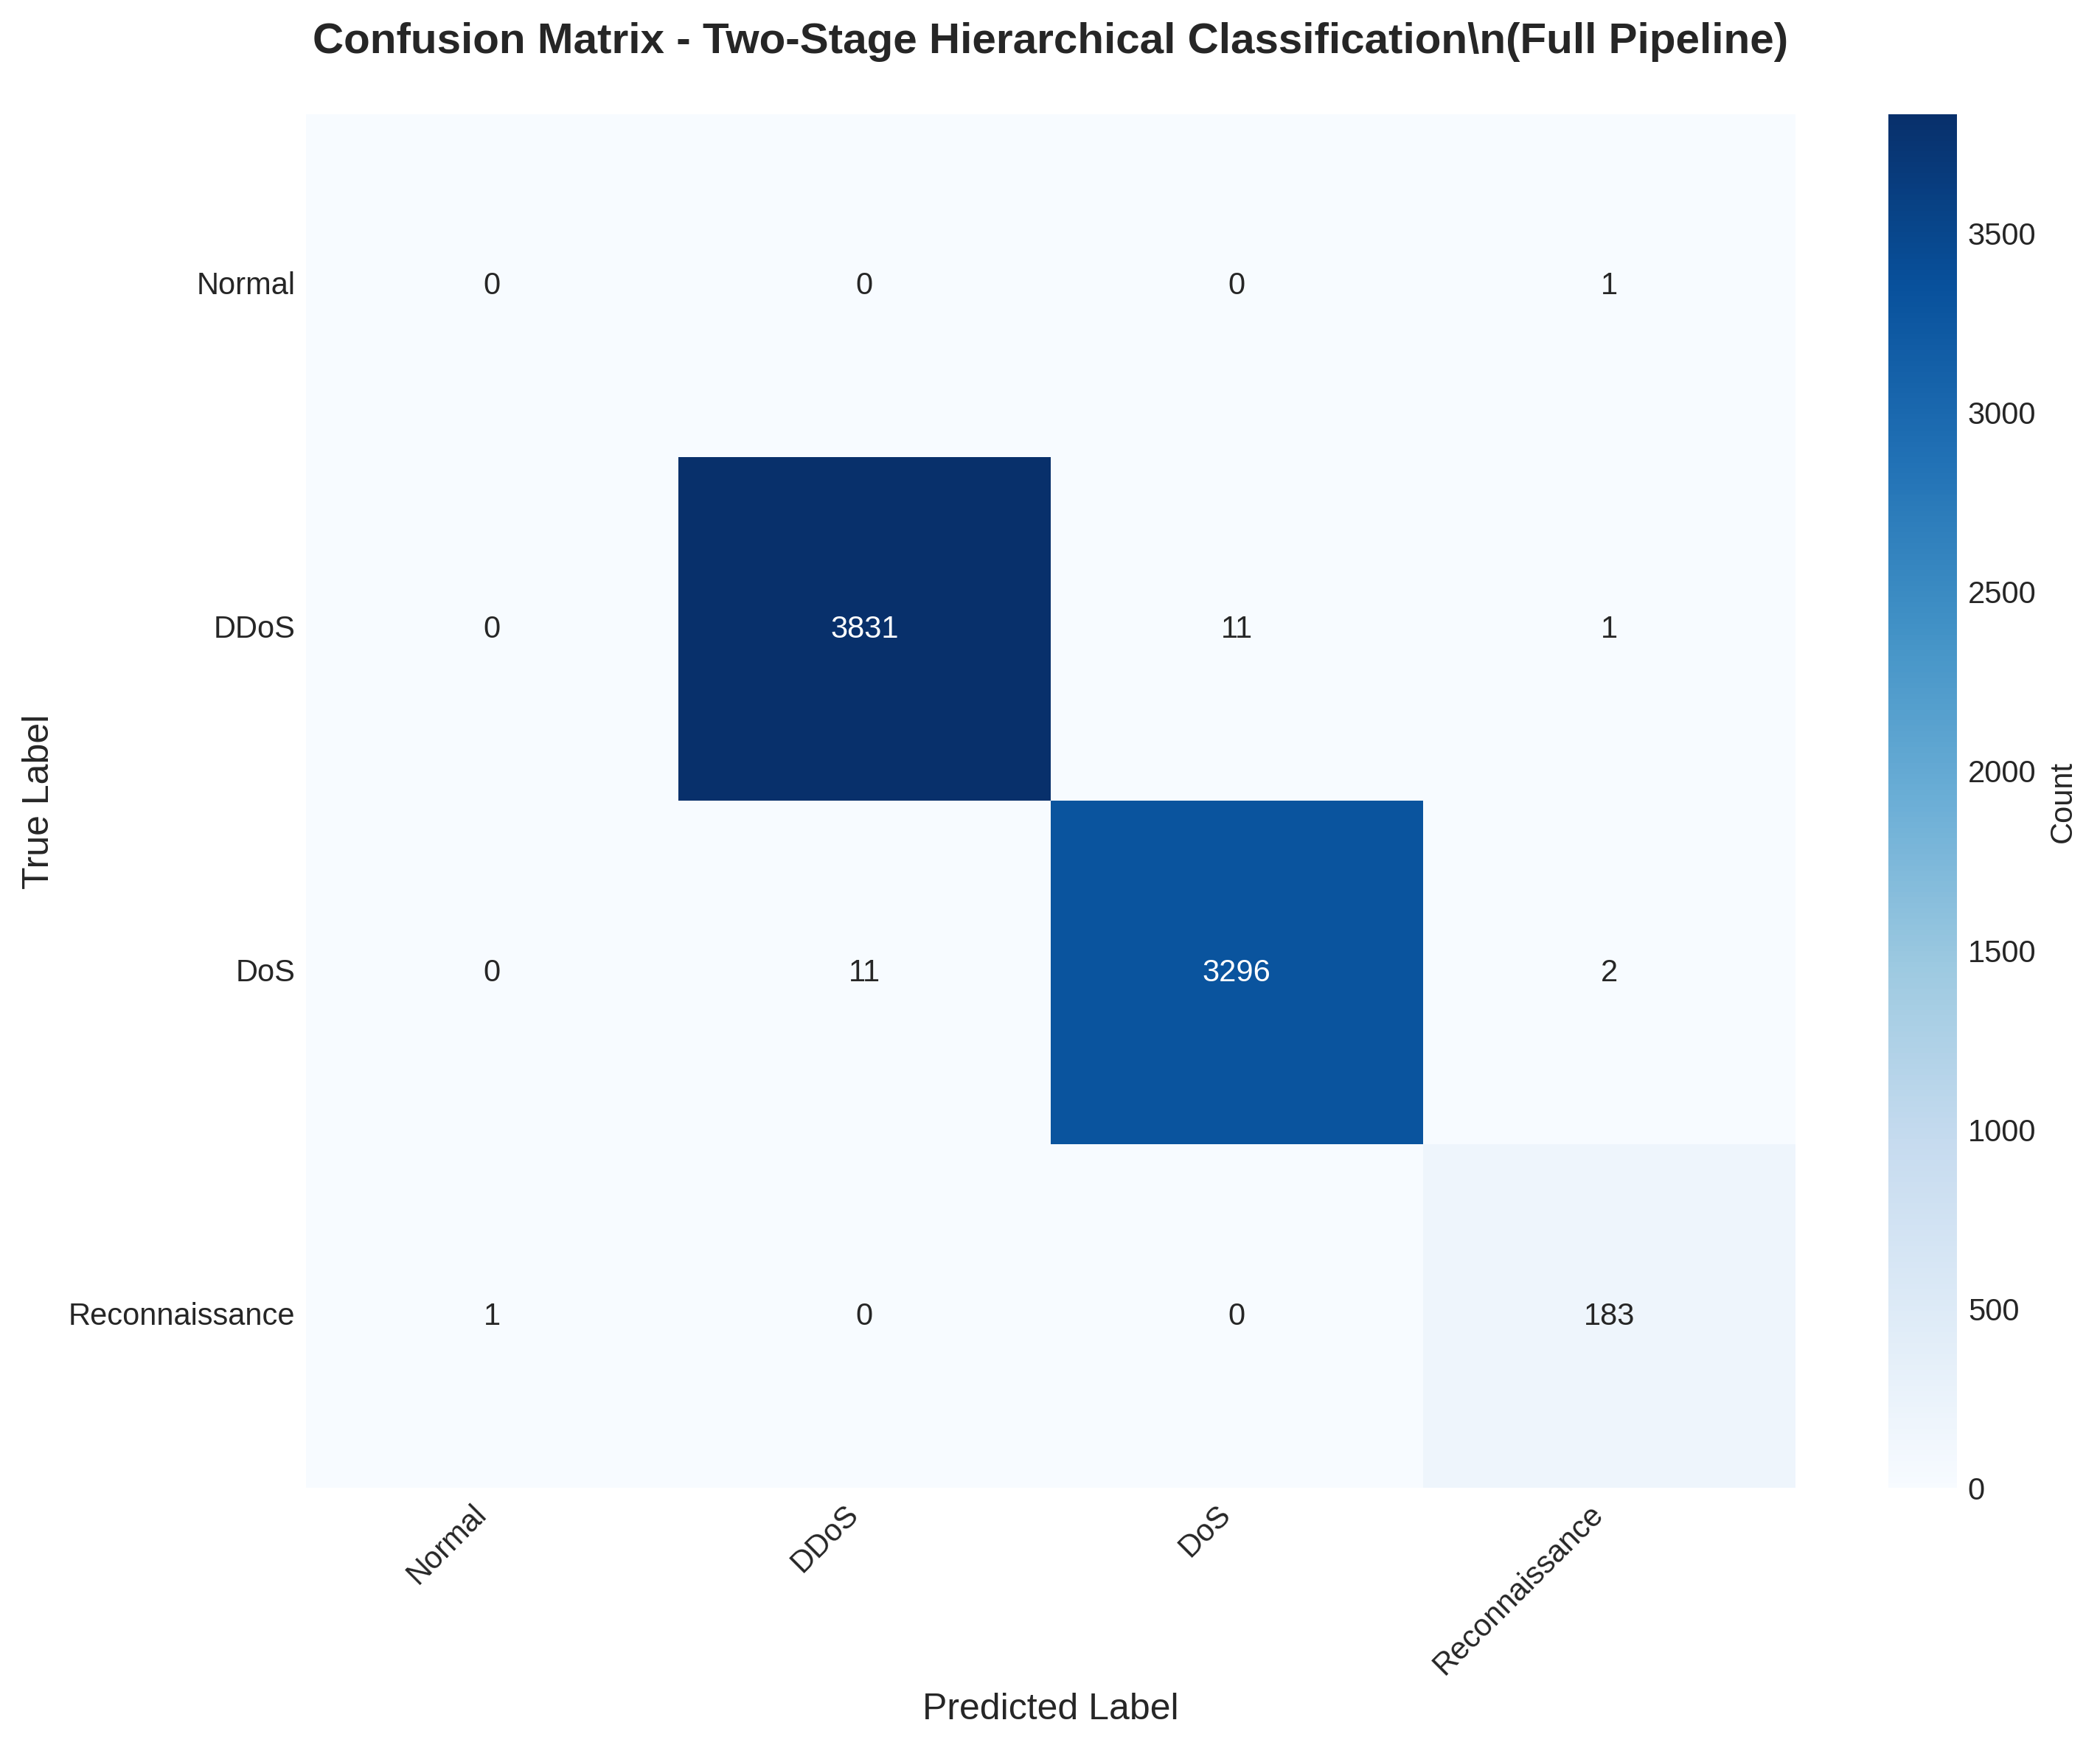 Confusion Matrix - Two-Stage Hierarchical Classification\n(Full Pipeline)
True Label
Normal 0 0 0 1
DDoS 0 3831 11 1
DoS 0 11 3296 2
Reconnaissance 1 0 0 183
Normal DDoS DoS Reconnaissance
Predicted Label
3500
3000
2500
2000
1500
1000
500
0
Count